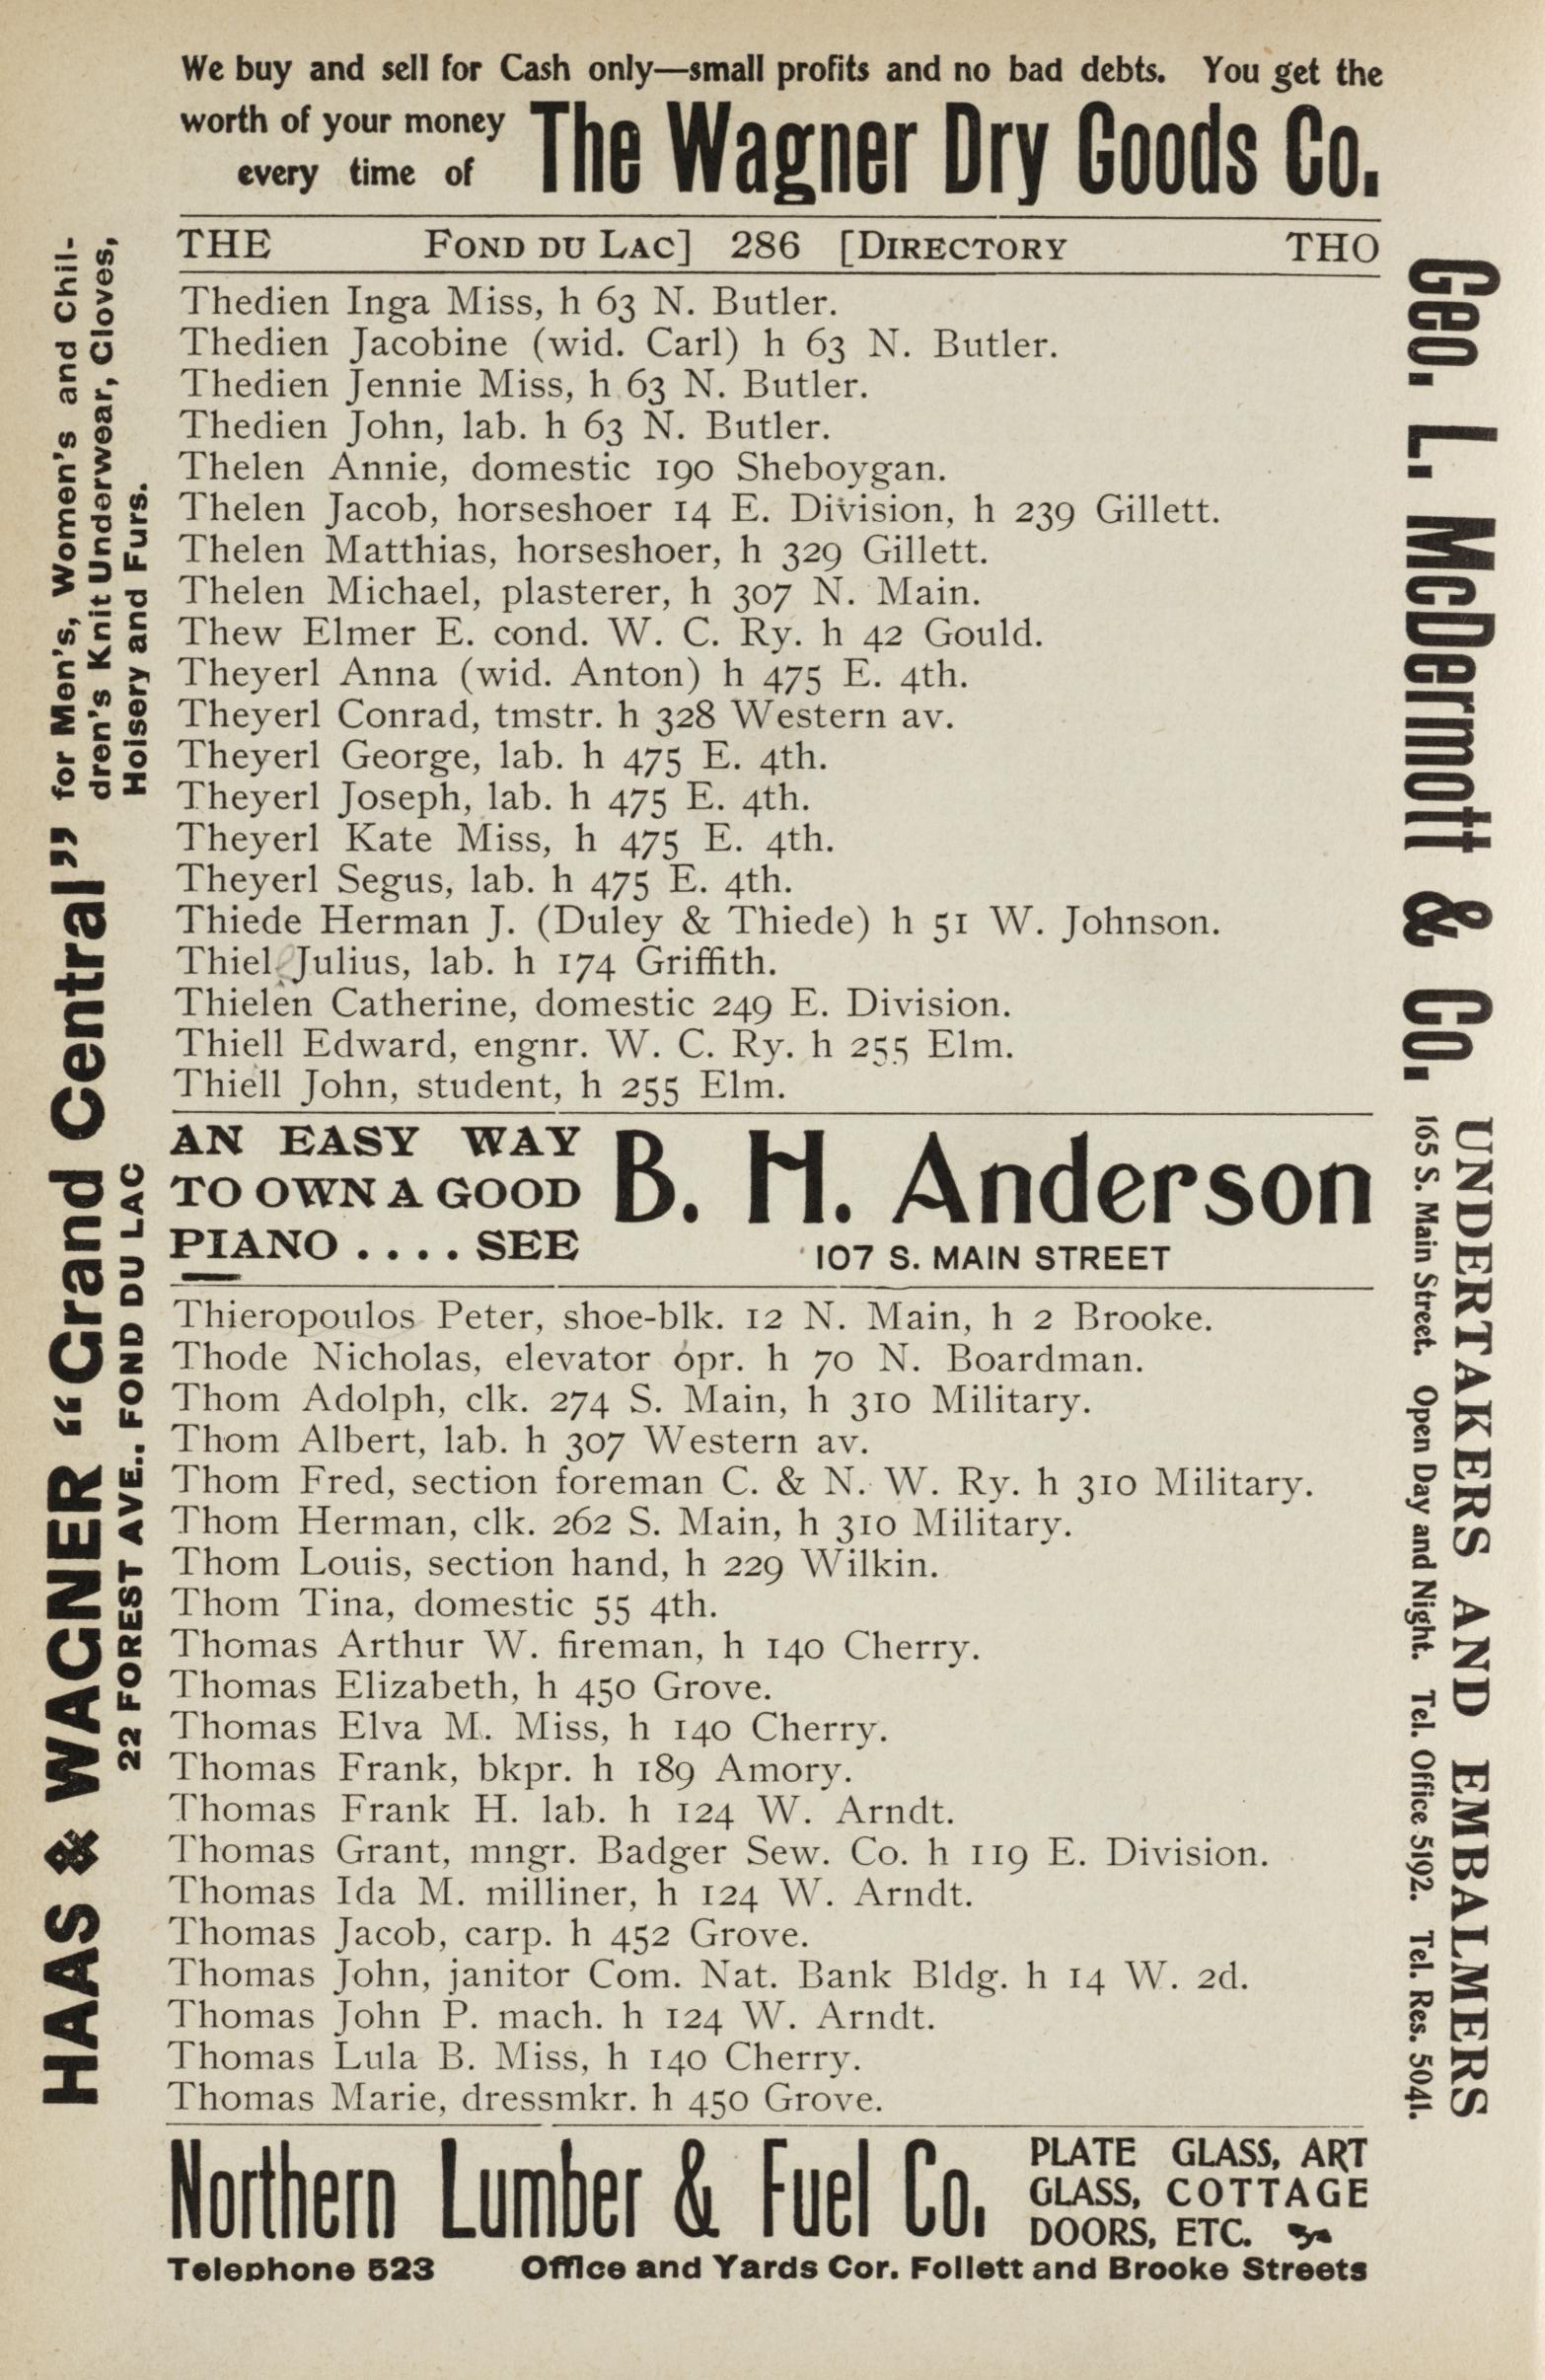 We buy and sell for Cash only—small profits and no bad debts. You get the
worth of your money
every time of
The Wagner Dry Goods Co.
THE FOND DU LAC] 286 [DIRECTORY THO
Thedien Inga Miss, h 63 N. Butler.
Thedien Jacobine (wid. Carl) h 63 N. Butler.
Thedien Jennie Miss, h 63 N. Butler.
Thedien John, lab. h 63 N. Butler.
Thelen Annie, domestic 190 Sheboygan.
Thelen Jacob, horseshoer 14 E. Division, h 239 Gillett.
Thelen Matthias, horseshoer, h 329 Gillett.
Thelen Michael, plasterer, h 307 N. Main.
Thew Elmer E. cond. W. C. Ry. h 42 Gould.
Theyerl Anna (wid. Anton) h 475 E. 4th.
Theyerl Conrad, tmstr. h 328 Western av.
Theyerl George, lab. h 475 E. 4th.
Theyerl Joseph, lab. h 475 E. 4th.
Theyerl Kate Miss, h 475 E. 4th.
Theyerl Segus, lab. h 475 E. 4th.
Thiede Herman J. (Duley & Thiede) h 51 W. Johnson.
Thiel Julius, lab. h 174 Griffith.
Thielen Catherine, domestic 249 E. Division.
Thiell Edward, engnr. W. C. Ry. h 255 Elm.
Thiell John, student, h 255 Elm.
AN EASY WAY
TO OWN A GOOD
PIANO .... SEE
B. H. Anderson
107 S. MAIN STREET
Thieropoulos Peter, shoe-blk. 12 N. Main, h 2 Brooke.
Thode Nicholas, elevator opr. h 70 N. Boardman.
Thom Adolph, clk. 274 S. Main, h 310 Military.
Thom Albert, lab. h 307 Western av.
Thom Fred, section foreman C. & N. W. Ry. h 310 Military.
Thom Herman, clk. 262 S. Main, h 310 Military.
Thom Louis, section hand, h 229 Wilkin.
Thom Tina, domestic 55 4th.
Thomas Arthur W. fireman, h 140 Cherry.
Thomas Elizabeth, h 450 Grove.
Thomas Elva M. Miss, h 140 Cherry.
Thomas Frank, bkpr. h 189 Amory.
Thomas Frank H. lab. h 124 W. Arndt.
Thomas Grant, mngr. Badger Sew. Co. h 119 E. Division.
Thomas Ida M. milliner, h 124 W. Arndt.
Thomas Jacob, carp. h 452 Grove.
Thomas John, janitor Com. Nat. Bank Bldg. h 14 W. 2d.
Thomas John P. mach. h 124 W. Arndt.
Thomas Lula B. Miss, h 140 Cherry.
Thomas Marie, dressmkr. h 450 Grove.
Northern Lumber & Fuel Co.
PLATE GLASS, ART
GLASS, COTTAGE
DOORS, ETC.
Telephone 523 Office and Yards Cor. Follett and Brooke Streets
HAAS & WAGNER "Grand Central"
for Men's, Women's and Chil-
dren's Knit Underwear, Gloves,
Hoisery and Furs.
22 FOREST AVE., FOND DU LAC
Geo. L. McDermott & Co.
UNDERTAKERS AND EMBALMERS
165 S. Main Street. Open Day and Night. Tel. Office 5192. Tel. Res. 5041.